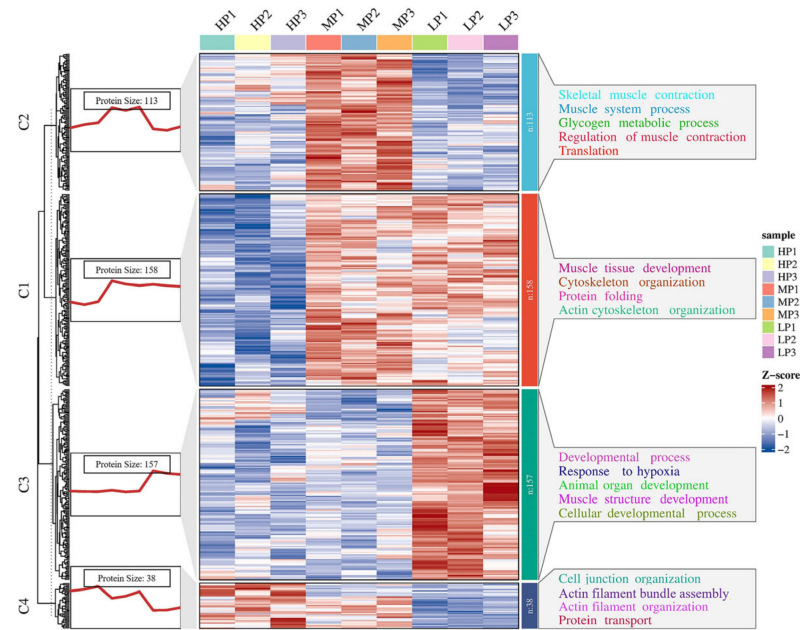 HP1 HP2 HP3 MP1 MP2 MP3 LP1 LP2 LP3
C2
Protein Size: 113
n:113
Skeletal muscle contraction
Muscle system process
Glycogen metabolic process
Regulation of muscle contraction
Translation
C1
Protein Size: 158
n:158
Muscle tissue development
Cytoskeleton organization
Protein folding
Actin cytoskeleton organization
C3
Protein Size: 157
n:157
Developmental process
Response to hypoxia
Animal organ development
Muscle structure development
Cellular developmental process
C4
Protein Size: 38
n:38
Cell junction organization
Actin filament bundle assembly
Actin filament organization
Protein transport
sample
HP1
HP2
HP3
MP1
MP2
MP3
LP1
LP2
LP3
Z-score
2
1
0
−1
−2